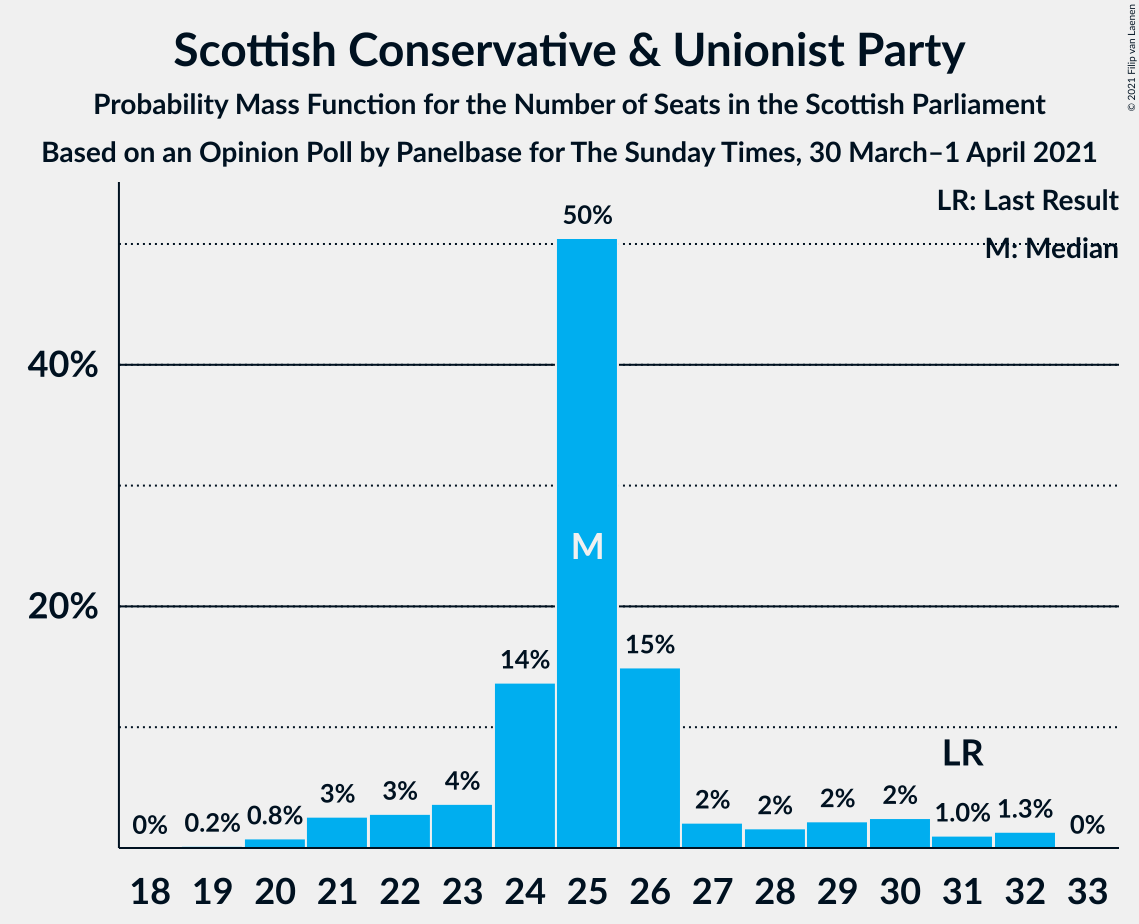 Scottish Conservative & Unionist Party
Probability Mass Function for the Number of Seats in the Scottish Parliament
Based on an Opinion Poll by Panelbase for The Sunday Times, 30 March–1 April 2021
© 2021 Filip van Laenen
LR: Last Result
M: Median
50%
40%
M
20%
15%
14%
LR
4%
3% 3% 2% 2% 2% 2%
0% 0.2% 0.8% 1.0% 1.3% 0%
18 19 20 21 22 23 24 25 26 27 28 29 30 31 32 33